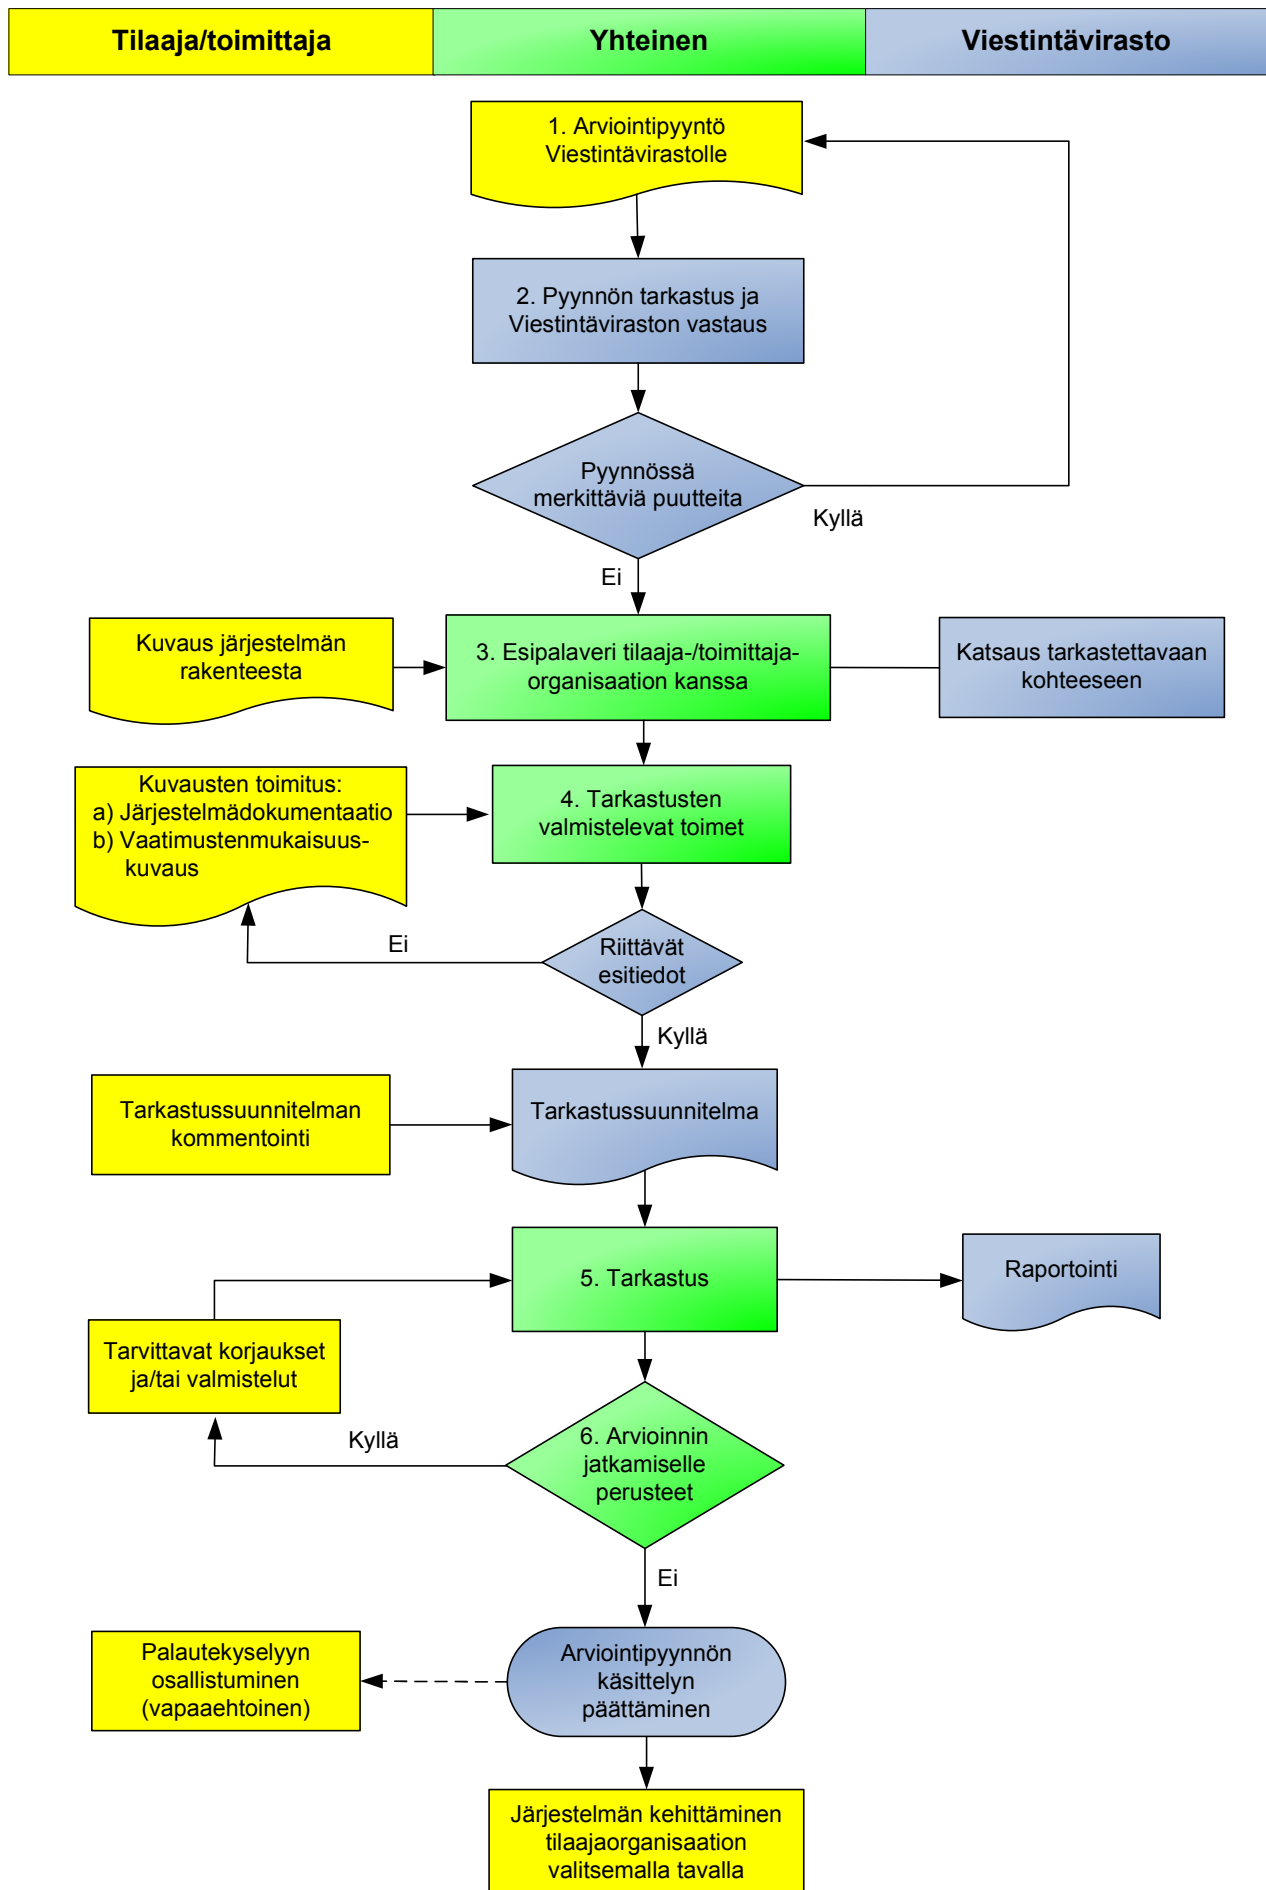 Tilaaja/toimittaja
Yhteinen
Viestintävirasto
1. Arviointipyyntö
Viestintävirastolle
2. Pyynnön tarkastus ja
Viestintäviraston vastaus
Pyynnössä
merkittäviä puutteita
Kyllä
Ei
Kuvaus järjestelmän
rakenteesta
3. Esipalaveri tilaaja-/toimittaja-
organisaation kanssa
Katsaus tarkastettavaan
kohteeseen
Kuvausten toimitus:
a) Järjestelmädokumentaatio
b) Vaatimustenmukaisuus-
kuvaus
4. Tarkastusten
valmistelevat toimet
Ei
Riittävät
esitiedot
Kyllä
Tarkastussuunnitelman
kommentointi
Tarkastussuunnitelma
5. Tarkastus
Raportointi
Tarvittavat korjaukset
ja/tai valmistelut
Kyllä
6. Arvioinnin
jatkamiselle
perusteet
Ei
Palautekyselyyn
osallistuminen
(vapaaehtoinen)
Arviointipyynnön
käsittelyn
päättäminen
Järjestelmän kehittäminen
tilaajaorganisaation
valitsemalla tavalla